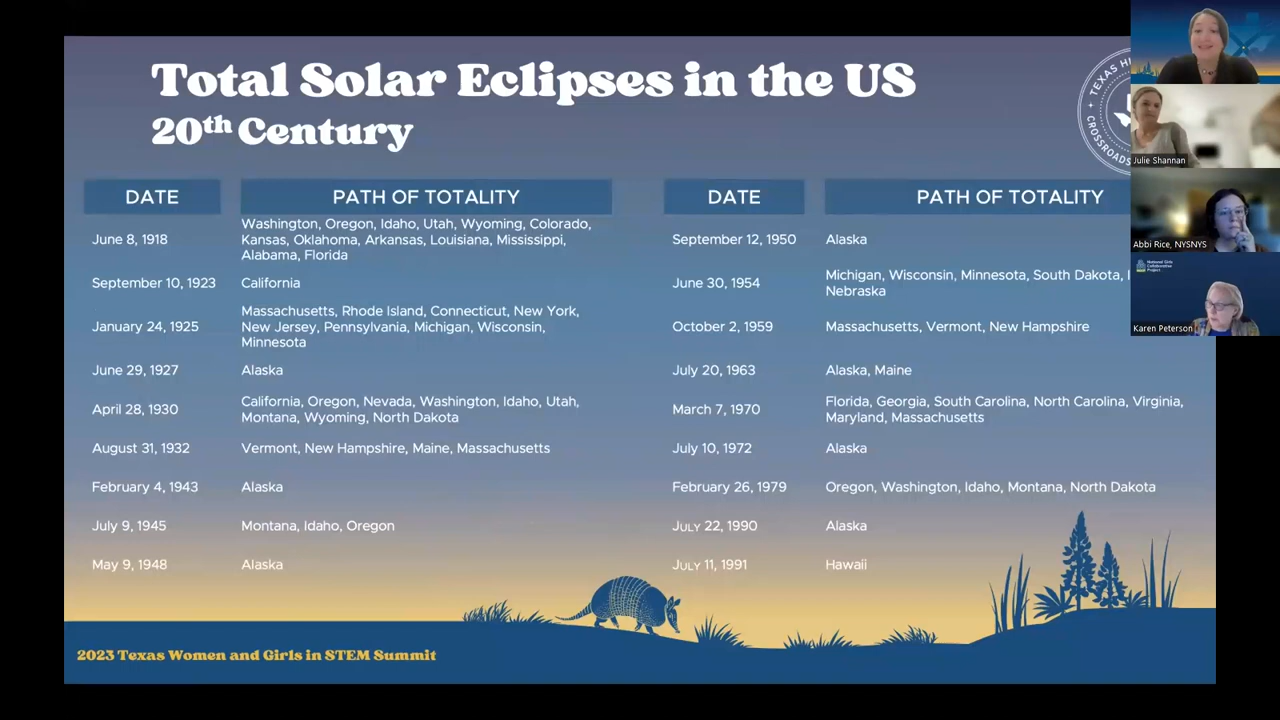 Total Solar Eclipses in the US
20th Century
TEXAS
CROSSROADS
DATE
PATH OF TOTALITY
June 8, 1918
Washington, Oregon, Idaho, Utah, Wyoming, Colorado,
Kansas, Oklahoma, Arkansas, Louisiana, Mississippi,
Alabama, Florida
September 10, 1923
California
January 24, 1925
Massachusetts, Rhode Island, Connecticut, New York,
New Jersey, Pennsylvania, Michigan, Wisconsin,
Minnesota
June 29, 1927
Alaska
April 28, 1930
California, Oregon, Nevada, Washington, Idaho, Utah,
Montana, Wyoming, North Dakota
August 31, 1932
Vermont, New Hampshire, Maine, Massachusetts
February 4, 1943
Alaska
July 9, 1945
Montana, Idaho, Oregon
May 9, 1948
Alaska
DATE
PATH OF TOTALITY
September 12, 1950
Alaska
June 30, 1954
Michigan, Wisconsin, Minnesota, South Dakota,
Nebraska
October 2, 1959
Massachusetts, Vermont, New Hampshire
July 20, 1963
Alaska, Maine
March 7, 1970
Florida, Georgia, South Carolina, North Carolina, Virginia,
Maryland, Massachusetts
July 10, 1972
Alaska
February 26, 1979
Oregon, Washington, Idaho, Montana, North Dakota
July 22, 1990
Alaska
July 11, 1991
Hawaii
2023 Texas Women and Girls in STEM Summit
Julie Shannan
Abbi Rice, NYSNYS
National Girls
Collaborative
Project
Karen Peterson